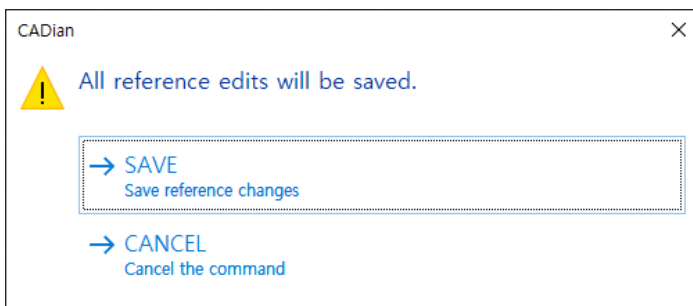 CADian
All reference edits will be saved.
SAVE
Save reference changes
CANCEL
Cancel the command